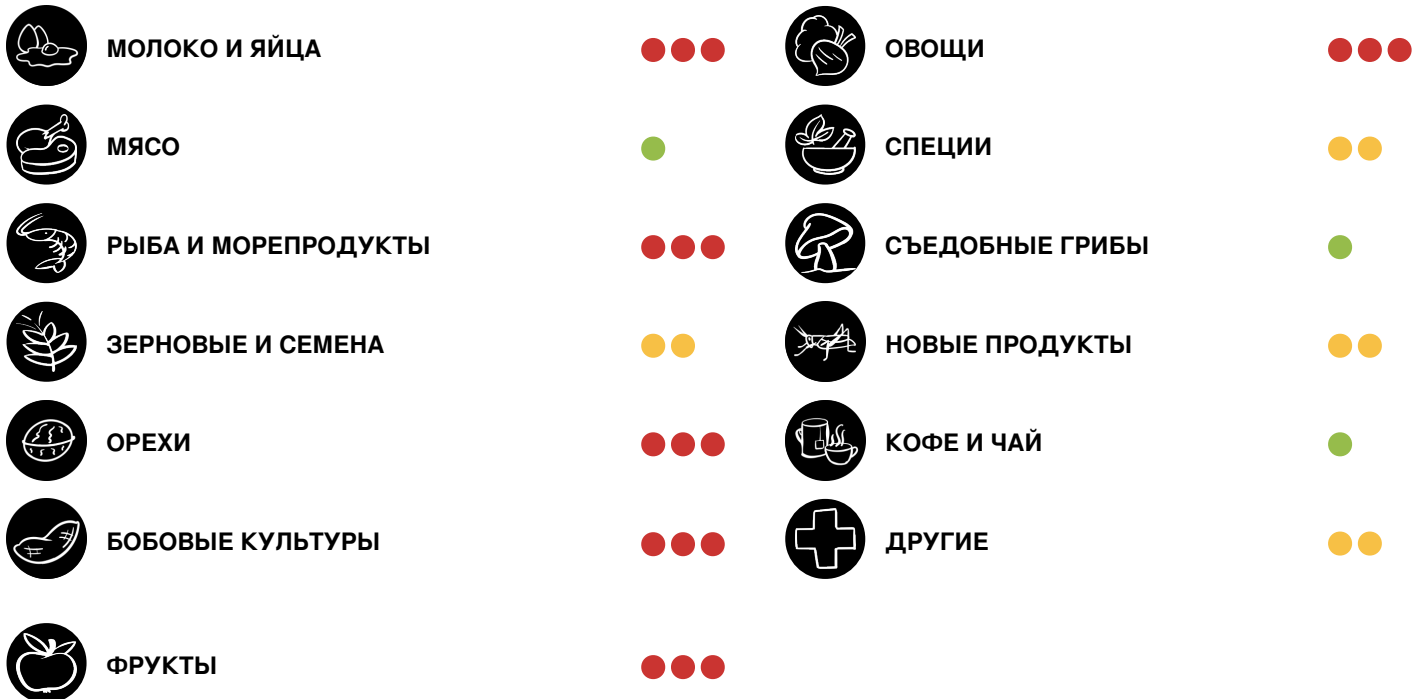 МОЛОКО И ЯЙЦА
МЯСО
РЫБА И МОРЕПРОДУКТЫ
ЗЕРНОВЫЕ И СЕМЕНА
ОРЕХИ
БОБОВЫЕ КУЛЬТУРЫ
ФРУКТЫ
ОВОЩИ
СПЕЦИИ
СЪЕДОБНЫЕ ГРИБЫ
НОВЫЕ ПРОДУКТЫ
КОФЕ И ЧАЙ
ДРУГИЕ